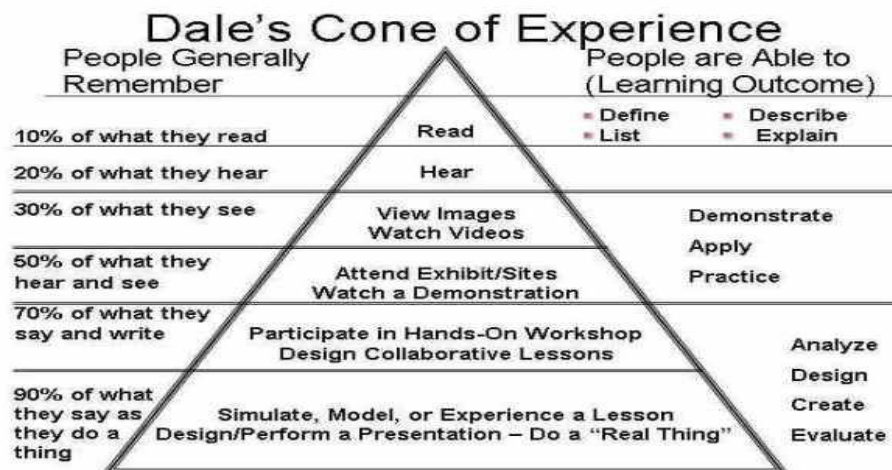 Dale's Cone of Experience
People Generally
Remember
People are Able to
(Learning Outcome)
▪ Define ▪ Describe
▪ List ▪ Explain
10% of what they read
Read
20% of what they hear
Hear
30% of what they see
View Images
Watch Videos
Demonstrate
Apply
Practice
50% of what they
hear and see
Attend Exhibit/Sites
Watch a Demonstration
70% of what they
say and write
Participate in Hands-On Workshop
Design Collaborative Lessons
Analyze
Design
Create
Evaluate
90% of what
they say as
they do a
thing
Simulate, Model, or Experience a Lesson
Design/Perform a Presentation – Do a "Real Thing"